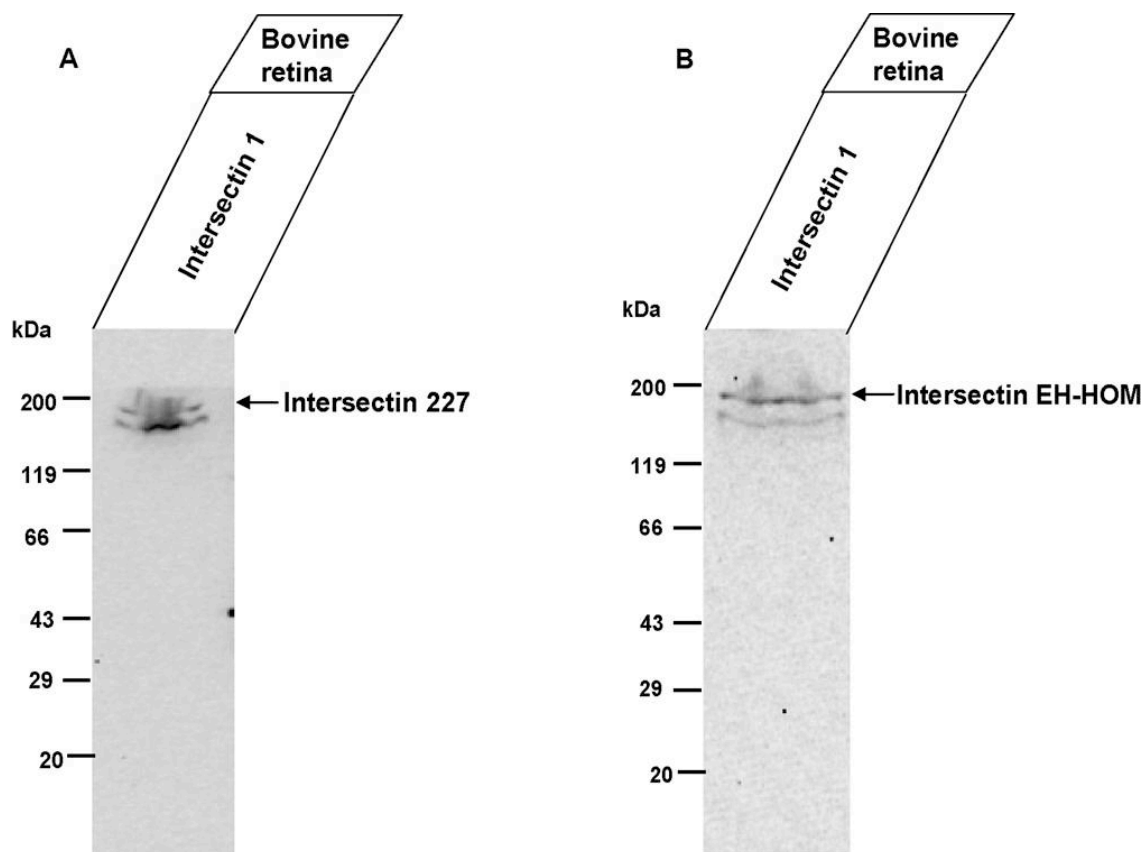 A
Bovine
retina
Intersectin 1
kDa
200
Intersectin 227
119
66
43
29
20
B
Bovine
retina
Intersectin 1
kDa
200
Intersectin EH-HOM
119
66
43
29
20